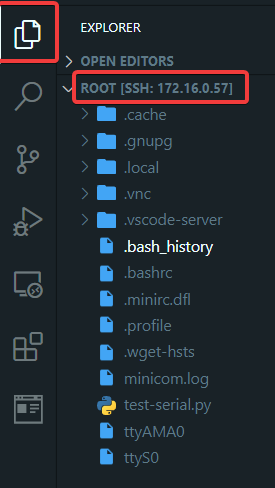 EXPLORER
OPEN EDITORS
ROOT [SSH: 172.16.0.57]
.cache
.gnupg
.local
.vnc
.vscode-server
.bash_history
.bashrc
.minirc.dfl
.profile
.wget-hsts
minicom.log
test-serial.py
ttyAMA0
ttyS0